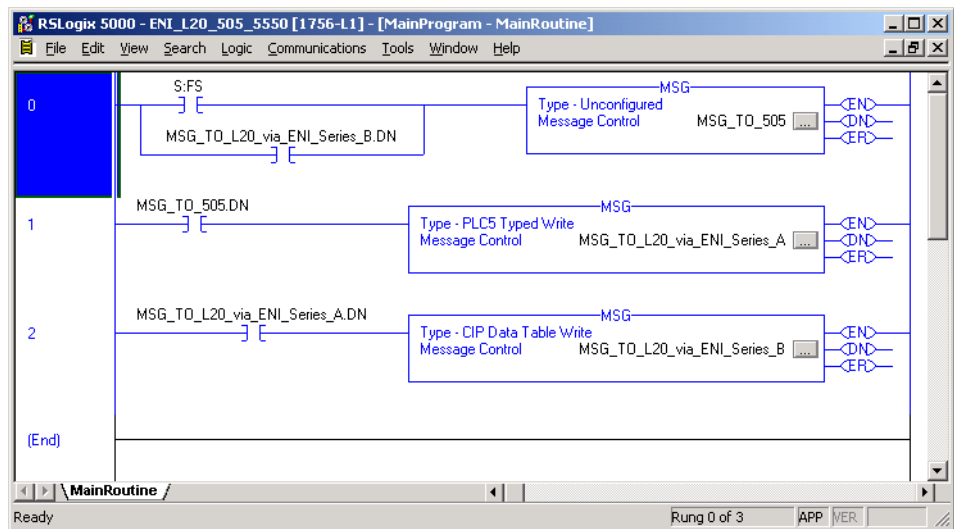 RSLogix 5000 - ENI_L20_505_5550 [1756-L1] - [MainProgram - MainRoutine]
File Edit View Search Logic Communications Tools Window Help
0
S:FS
MSG_TO_L20_via_ENI_Series_B.DN
MSG
Type - Unconfigured
Message Control MSG_TO_505 ...
EN
DN
ER
1
MSG_TO_505.DN
MSG
Type - PLC5 Typed Write
Message Control MSG_TO_L20_via_ENI_Series_A ...
EN
DN
ER
2
MSG_TO_L20_via_ENI_Series_A.DN
MSG
Type - CIP Data Table Write
Message Control MSG_TO_L20_via_ENI_Series_B ...
EN
DN
ER
(End)
MainRoutine
Ready Rung 0 of 3 APP VER